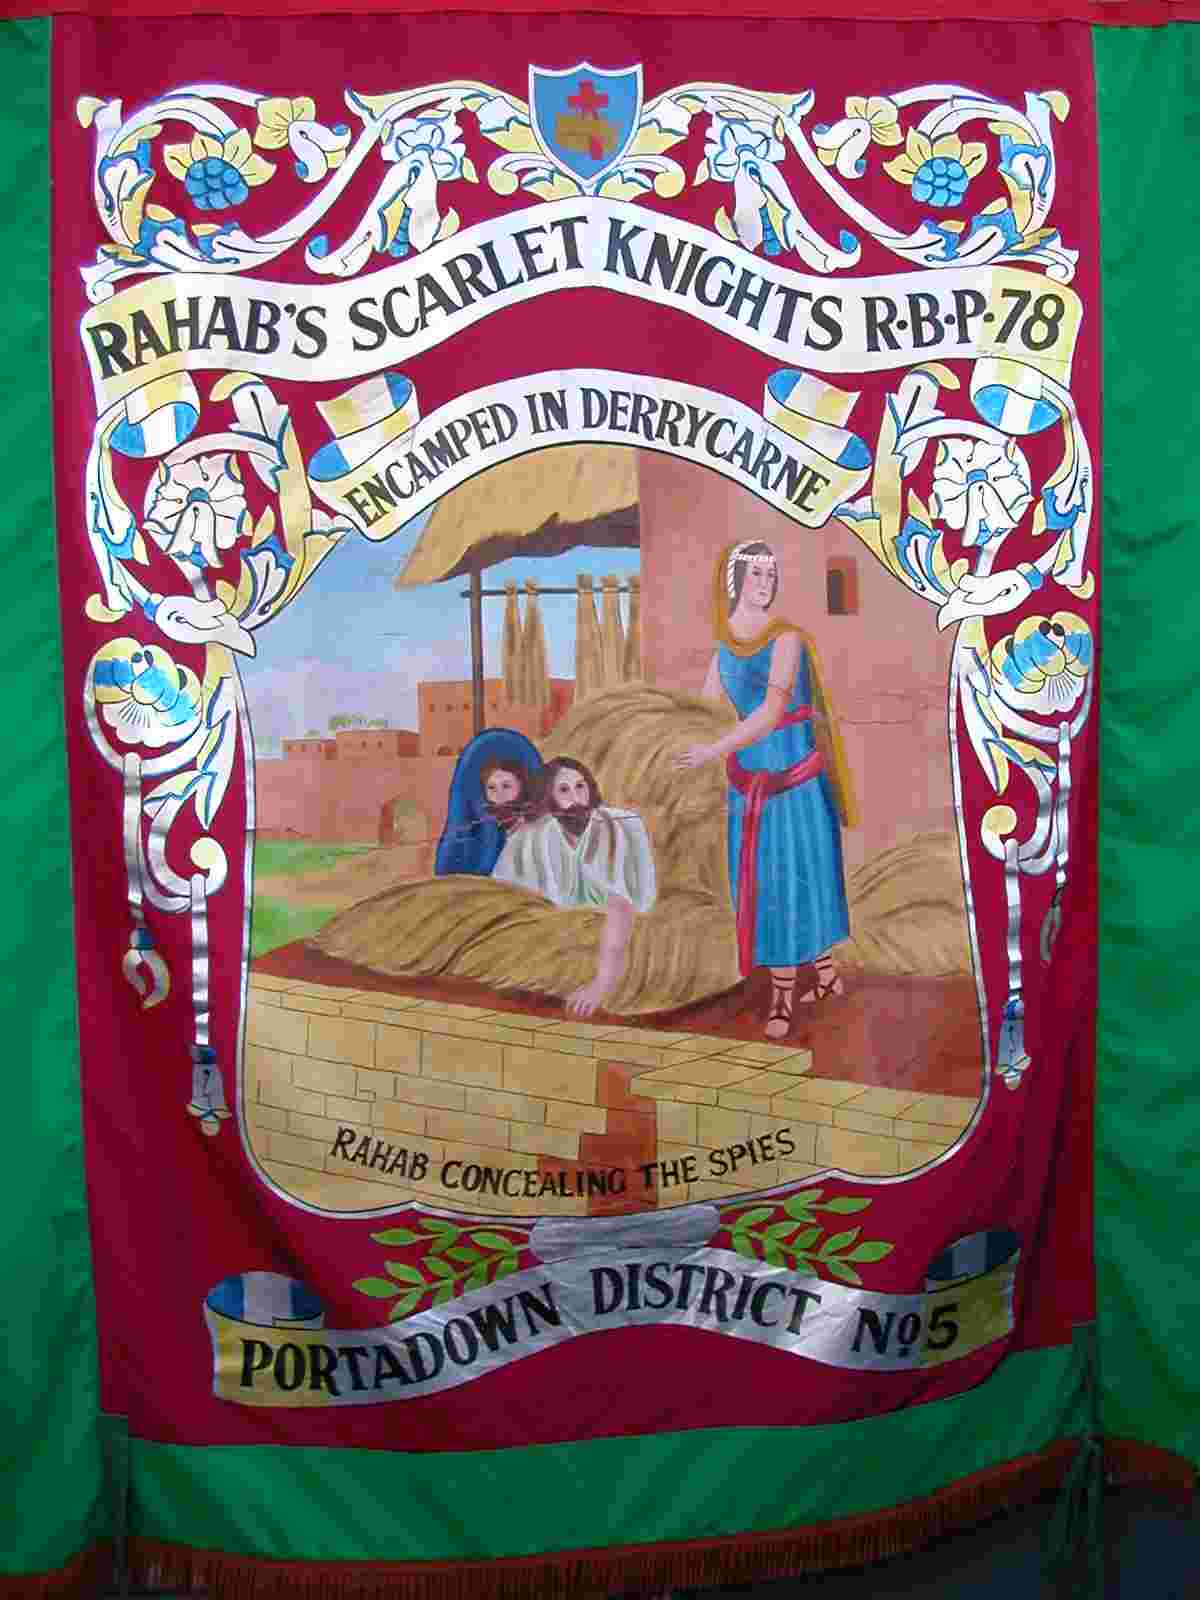 RAHAB'S SCARLET KNIGHTS R·B·P·78
ENCAMPED IN DERRYCARNE
RAHAB CONCEALING THE SPIES
PORTADOWN DISTRICT No 5